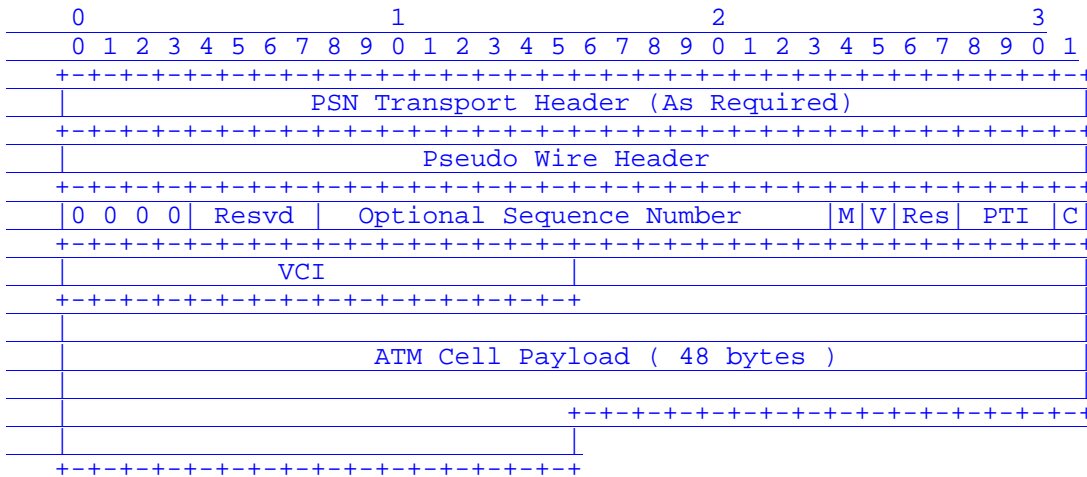 0                   1                   2                   3
 0 1 2 3 4 5 6 7 8 9 0 1 2 3 4 5 6 7 8 9 0 1 2 3 4 5 6 7 8 9 0 1
+-+-+-+-+-+-+-+-+-+-+-+-+-+-+-+-+-+-+-+-+-+-+-+-+-+-+-+-+-+-+-+-+
|               PSN Transport Header (As Required)              |
+-+-+-+-+-+-+-+-+-+-+-+-+-+-+-+-+-+-+-+-+-+-+-+-+-+-+-+-+-+-+-+-+
|                      Pseudo Wire Header                       |
+-+-+-+-+-+-+-+-+-+-+-+-+-+-+-+-+-+-+-+-+-+-+-+-+-+-+-+-+-+-+-+-+
|0 0 0 0| Resvd |  Optional Sequence Number     |M|V|Res| PTI |C|
+-+-+-+-+-+-+-+-+-+-+-+-+-+-+-+-+-+-+-+-+-+-+-+-+-+-+-+-+-+-+-+-+
|             VCI               |                               |
+-+-+-+-+-+-+-+-+-+-+-+-+-+-+-+-+                               |
|                                                               |
|                   ATM Cell Payload ( 48 bytes )               |
|                                                               |
|                               +-+-+-+-+-+-+-+-+-+-+-+-+-+-+-+-+
|                               |
+-+-+-+-+-+-+-+-+-+-+-+-+-+-+-+-+